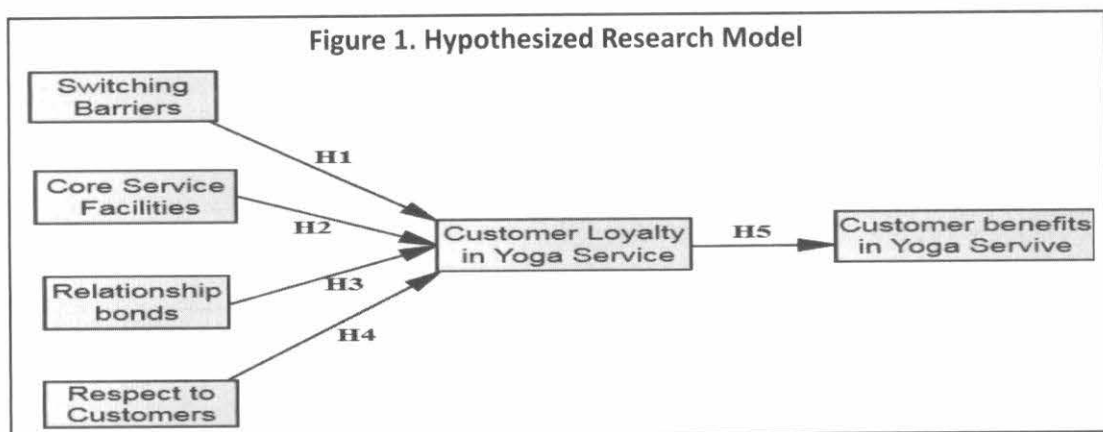 Figure 1. Hypothesized Research Model
Switching
Barriers
H1
Core Service
Facilities
H2
Customer Loyalty
in Yoga Service
H5
Customer benefits
in Yoga Servive
Relationship
bonds
H3
H4
Respect to
Customers